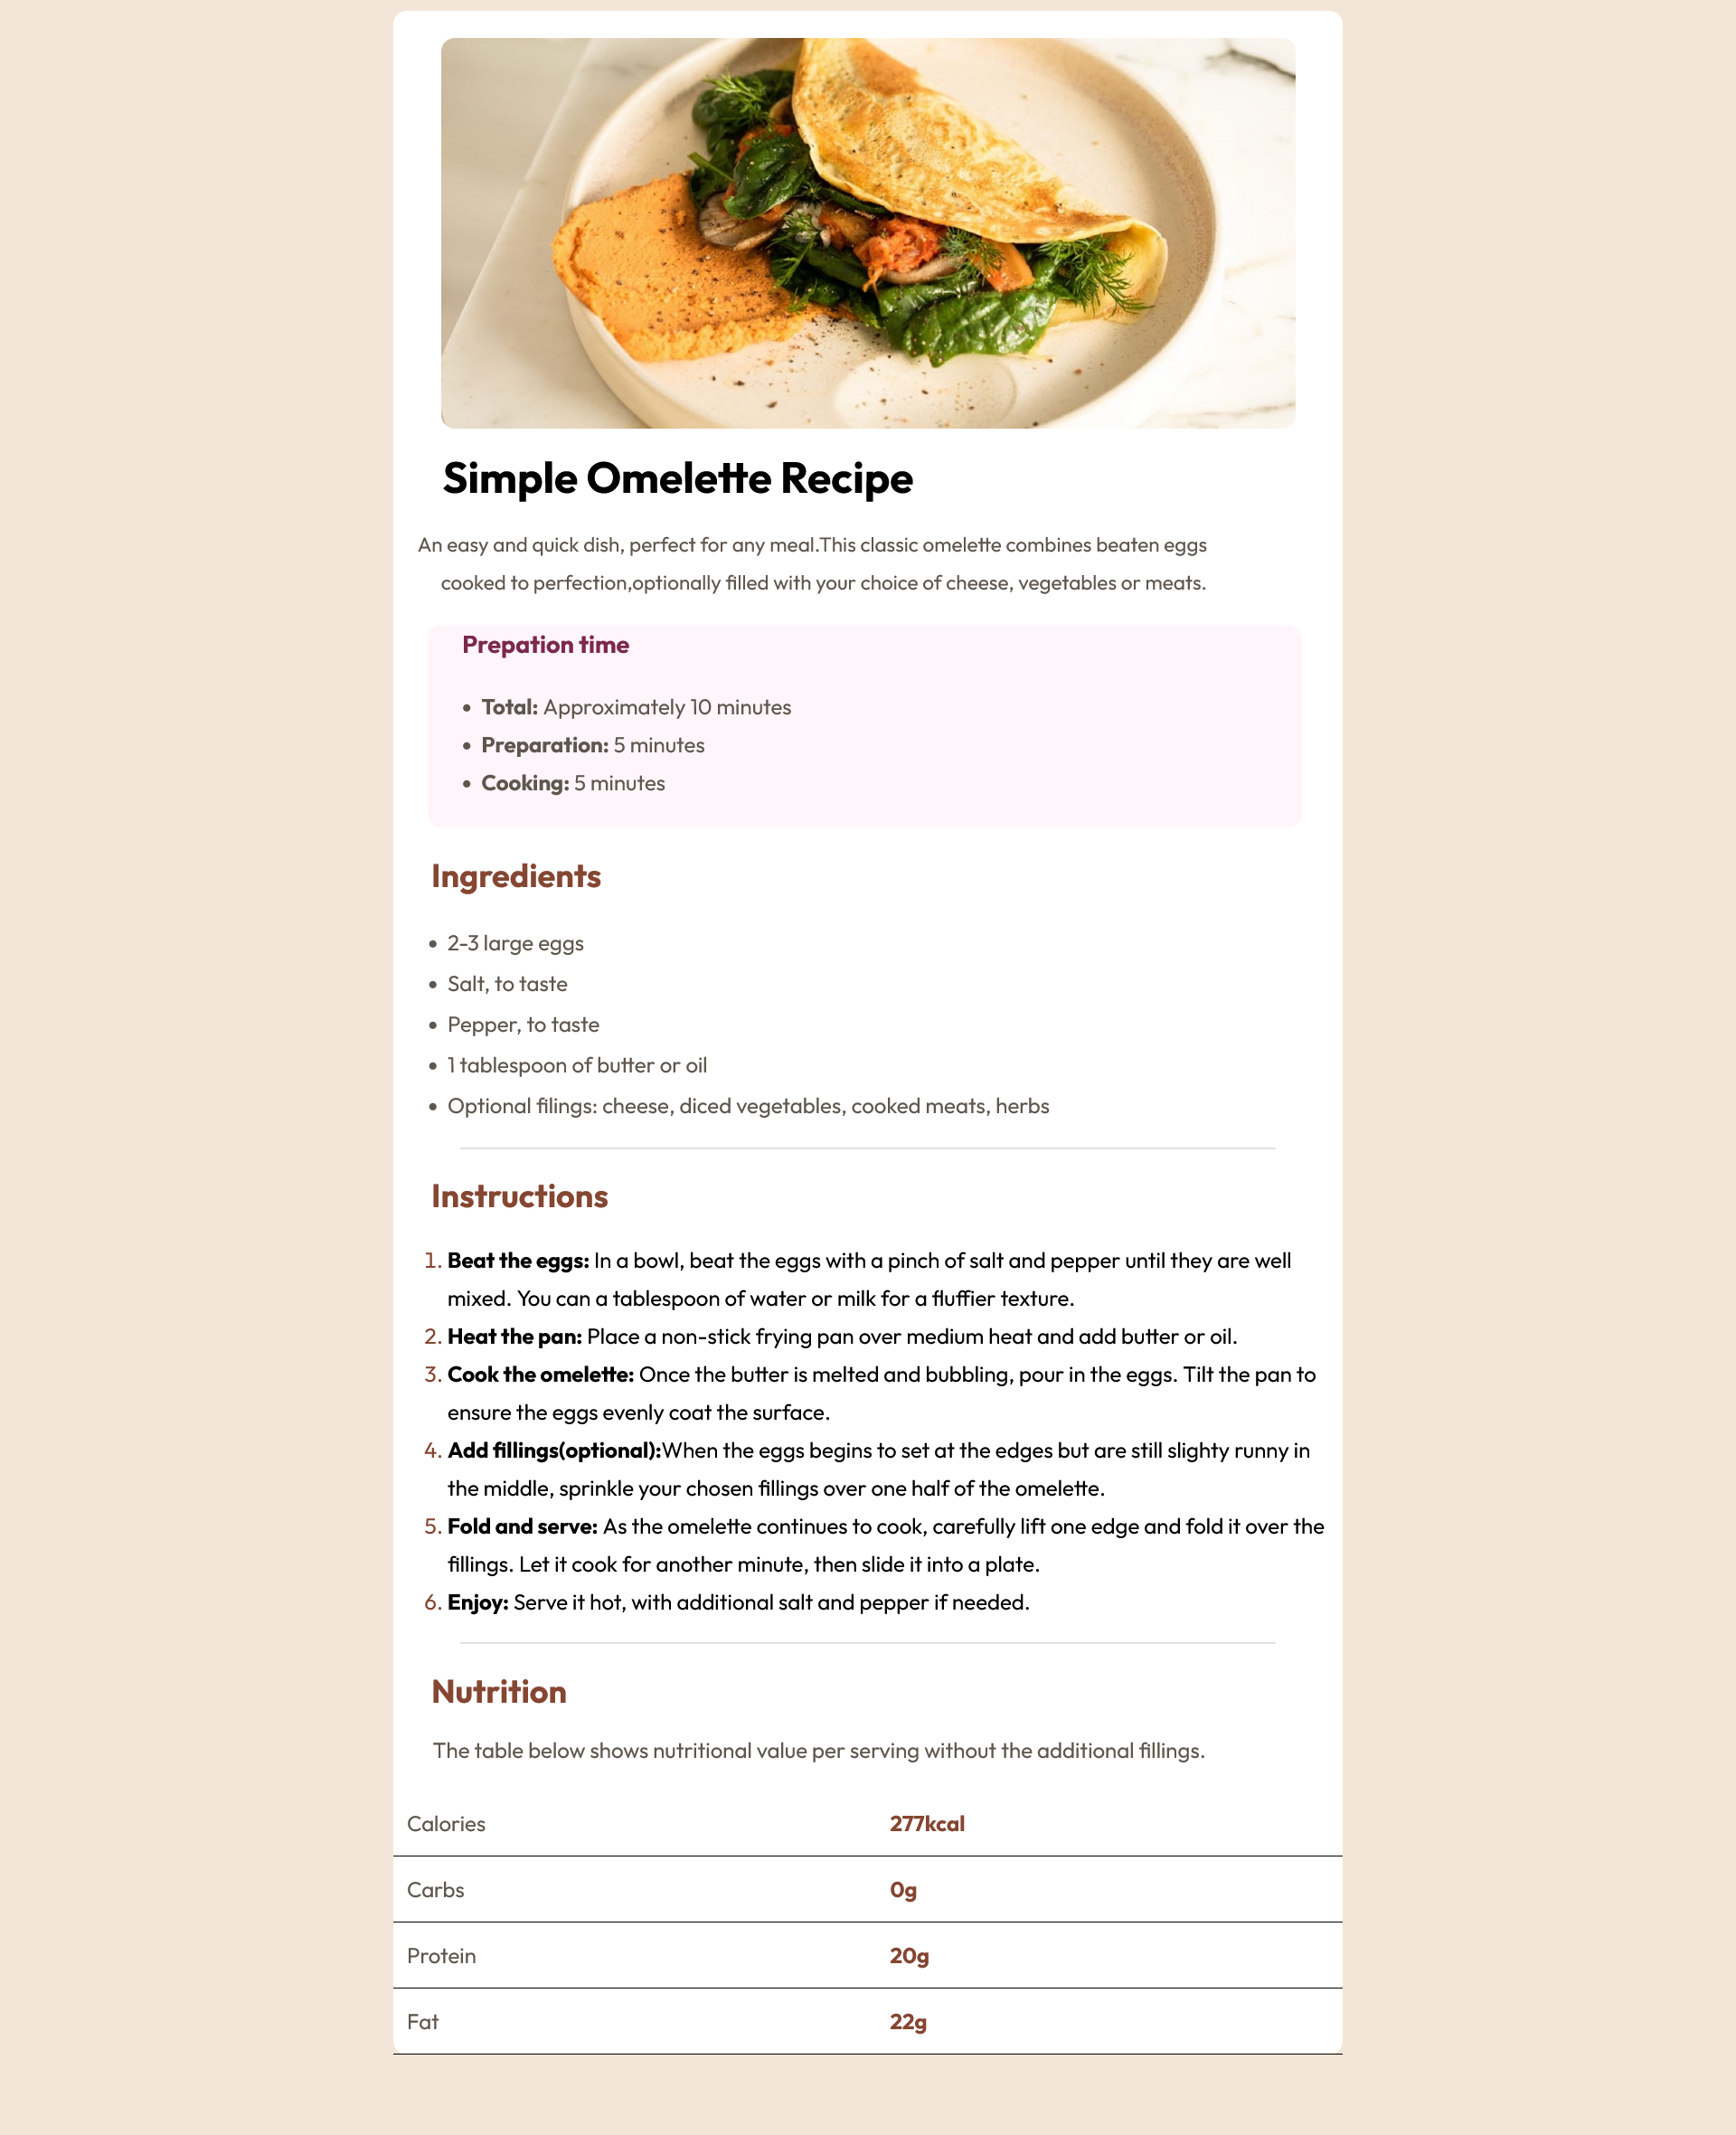 Simple Omelette Recipe
An easy and quick dish, perfect for any meal.This classic omelette combines beaten eggs
cooked to perfection,optionally filled with your choice of cheese, vegetables or meats.
Prepation time
• Total: Approximately 10 minutes
• Preparation: 5 minutes
• Cooking: 5 minutes
Ingredients
• 2-3 large eggs
• Salt, to taste
• Pepper, to taste
• 1 tablespoon of butter or oil
• Optional filings: cheese, diced vegetables, cooked meats, herbs
Instructions
1. Beat the eggs: In a bowl, beat the eggs with a pinch of salt and pepper until they are well
mixed. You can a tablespoon of water or milk for a fluffier texture.
2. Heat the pan: Place a non-stick frying pan over medium heat and add butter or oil.
3. Cook the omelette: Once the butter is melted and bubbling, pour in the eggs. Tilt the pan to
ensure the eggs evenly coat the surface.
4. Add fillings(optional):When the eggs begins to set at the edges but are still slighty runny in
the middle, sprinkle your chosen fillings over one half of the omelette.
5. Fold and serve: As the omelette continues to cook, carefully lift one edge and fold it over the
fillings. Let it cook for another minute, then slide it into a plate.
6. Enjoy: Serve it hot, with additional salt and pepper if needed.
Nutrition
The table below shows nutritional value per serving without the additional fillings.
Calories 277kcal
Carbs 0g
Protein 20g
Fat 22g